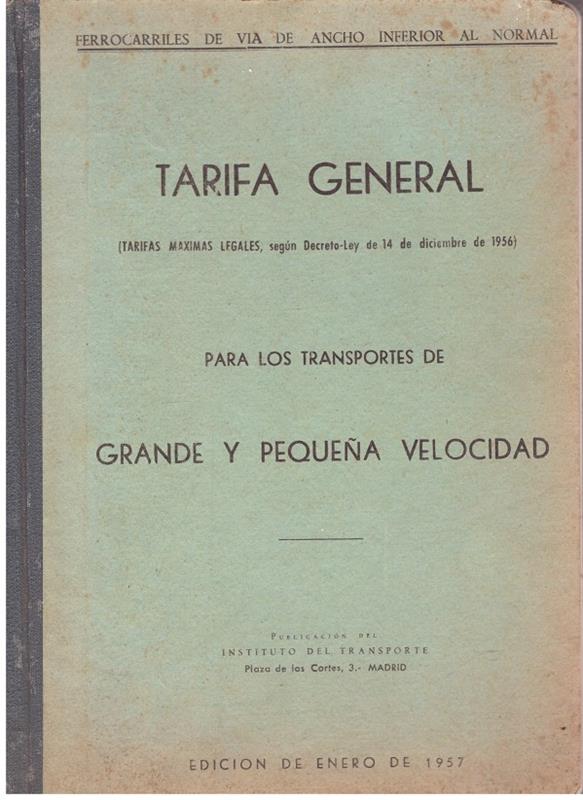 FERROCARRILES DE VIA DE ANCHO INFERIOR AL NORMAL
TARIFA GENERAL
(TARIFAS MAXIMAS LEGALES, según Decreto-Ley de 14 de diciembre de 1956)
PARA LOS TRANSPORTES DE
GRANDE Y PEQUEÑA VELOCIDAD
PUBLICACIÓN DEL
INSTITUTO DEL TRANSPORTE
Plaza de las Cortes, 3.- MADRID
EDICION DE ENERO DE 1957